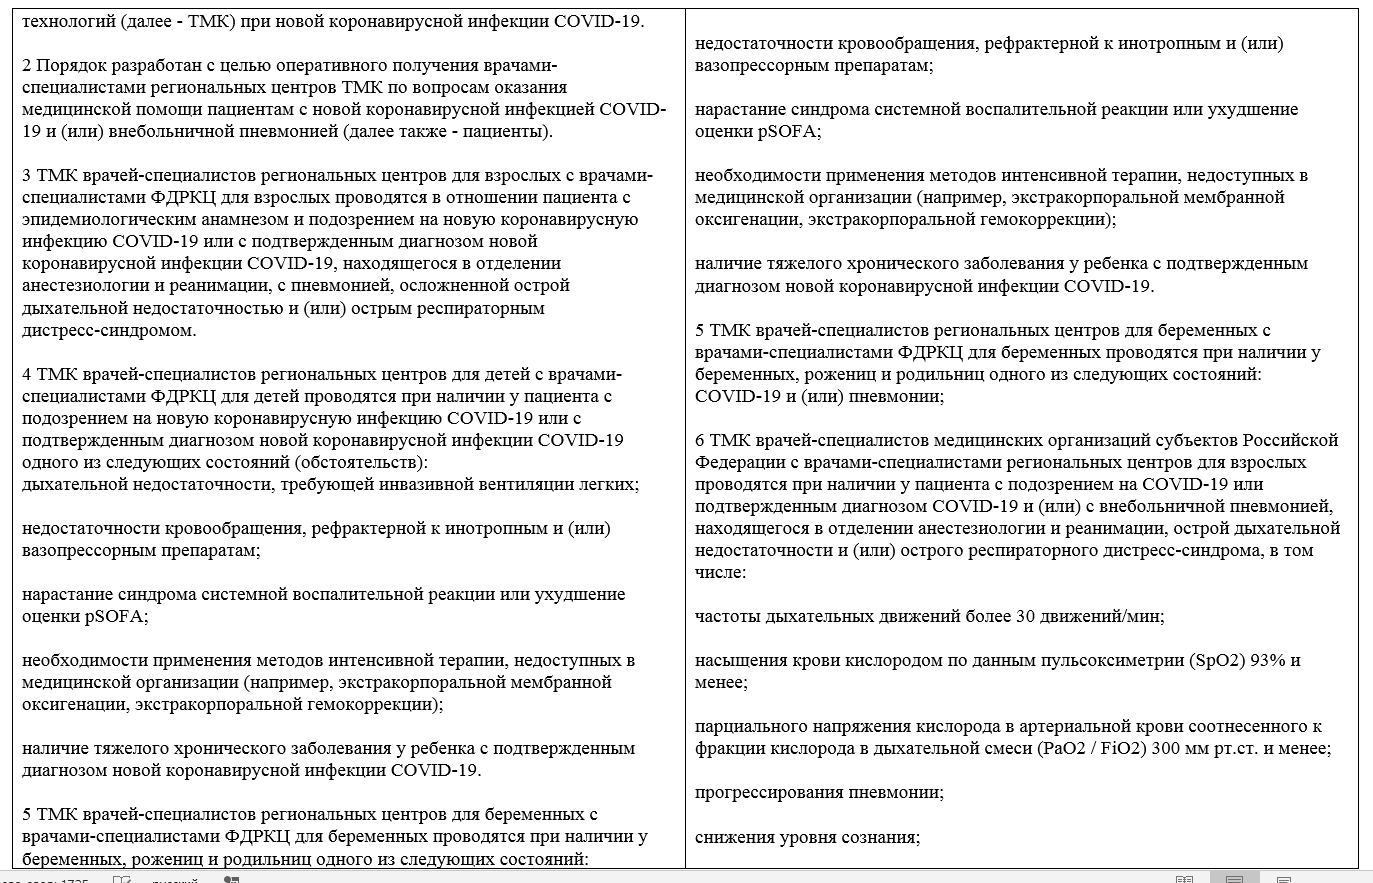 технологий (далее - ТМК) при новой коронавирусной инфекции COVID-19.
2 Порядок разработан с целью оперативного получения врачами-
специалистами региональных центров ТМК по вопросам оказания
медицинской помощи пациентам с новой коронавирусной инфекцией COVID-
19 и (или) внебольничной пневмонией (далее также - пациенты).
3 ТМК врачей-специалистов региональных центров для взрослых с врачами-
специалистами ФДРКЦ для взрослых проводятся в отношении пациента с
эпидемиологическим анамнезом и подозрением на новую коронавирусную
инфекцию COVID-19 или с подтвержденным диагнозом новой
коронавирусной инфекции COVID-19, находящегося в отделении
анестезиологии и реанимации, с пневмонией, осложненной острой
дыхательной недостаточностью и (или) острым респираторным
дистресс-синдромом.
4 ТМК врачей-специалистов региональных центров для детей с врачами-
специалистами ФДРКЦ для детей проводятся при наличии у пациента с
подозрением на новую коронавирусную инфекцию COVID-19 или с
подтвержденным диагнозом новой коронавирусной инфекции COVID-19
одного из следующих состояний (обстоятельств):
дыхательной недостаточности, требующей инвазивной вентиляции легких;
недостаточности кровообращения, рефрактерной к инотропным и (или)
вазопрессорным препаратам;
нарастание синдрома системной воспалительной реакции или ухудшение
оценки pSOFA;
необходимости применения методов интенсивной терапии, недоступных в
медицинской организации (например, экстракорпоральной мембранной
оксигенации, экстракорпоральной гемокоррекции);
наличие тяжелого хронического заболевания у ребенка с подтвержденным
диагнозом новой коронавирусной инфекции COVID-19.
5 ТМК врачей-специалистов региональных центров для беременных с
врачами-специалистами ФДРКЦ для беременных проводятся при наличии у
беременных, рожениц и родильниц одного из следующих состояний:
недостаточности кровообращения, рефрактерной к инотропным и (или)
вазопрессорным препаратам;
нарастание синдрома системной воспалительной реакции или ухудшение
оценки pSOFA;
необходимости применения методов интенсивной терапии, недоступных в
медицинской организации (например, экстракорпоральной мембранной
оксигенации, экстракорпоральной гемокоррекции);
наличие тяжелого хронического заболевания у ребенка с подтвержденным
диагнозом новой коронавирусной инфекции COVID-19.
5 ТМК врачей-специалистов региональных центров для беременных с
врачами-специалистами ФДРКЦ для беременных проводятся при наличии у
беременных, рожениц и родильниц одного из следующих состояний:
COVID-19 и (или) пневмонии;
6 ТМК врачей-специалистов медицинских организаций субъектов Российской
Федерации с врачами-специалистами региональных центров для взрослых
проводятся при наличии у пациента с подозрением на COVID-19 или
подтвержденным диагнозом COVID-19 и (или) с внебольничной пневмонией,
находящегося в отделении анестезиологии и реанимации, острой дыхательной
недостаточности и (или) острого респираторного дистресс-синдрома, в том
числе:
частоты дыхательных движений более 30 движений/мин;
насыщения крови кислородом по данным пульсоксиметрии (SpO2) 93% и
менее;
парциального напряжения кислорода в артериальной крови соотнесенного к
фракции кислорода в дыхательной смеси (PaO2 / FiO2) 300 мм рт.ст. и менее;
прогрессирования пневмонии;
снижения уровня сознания;